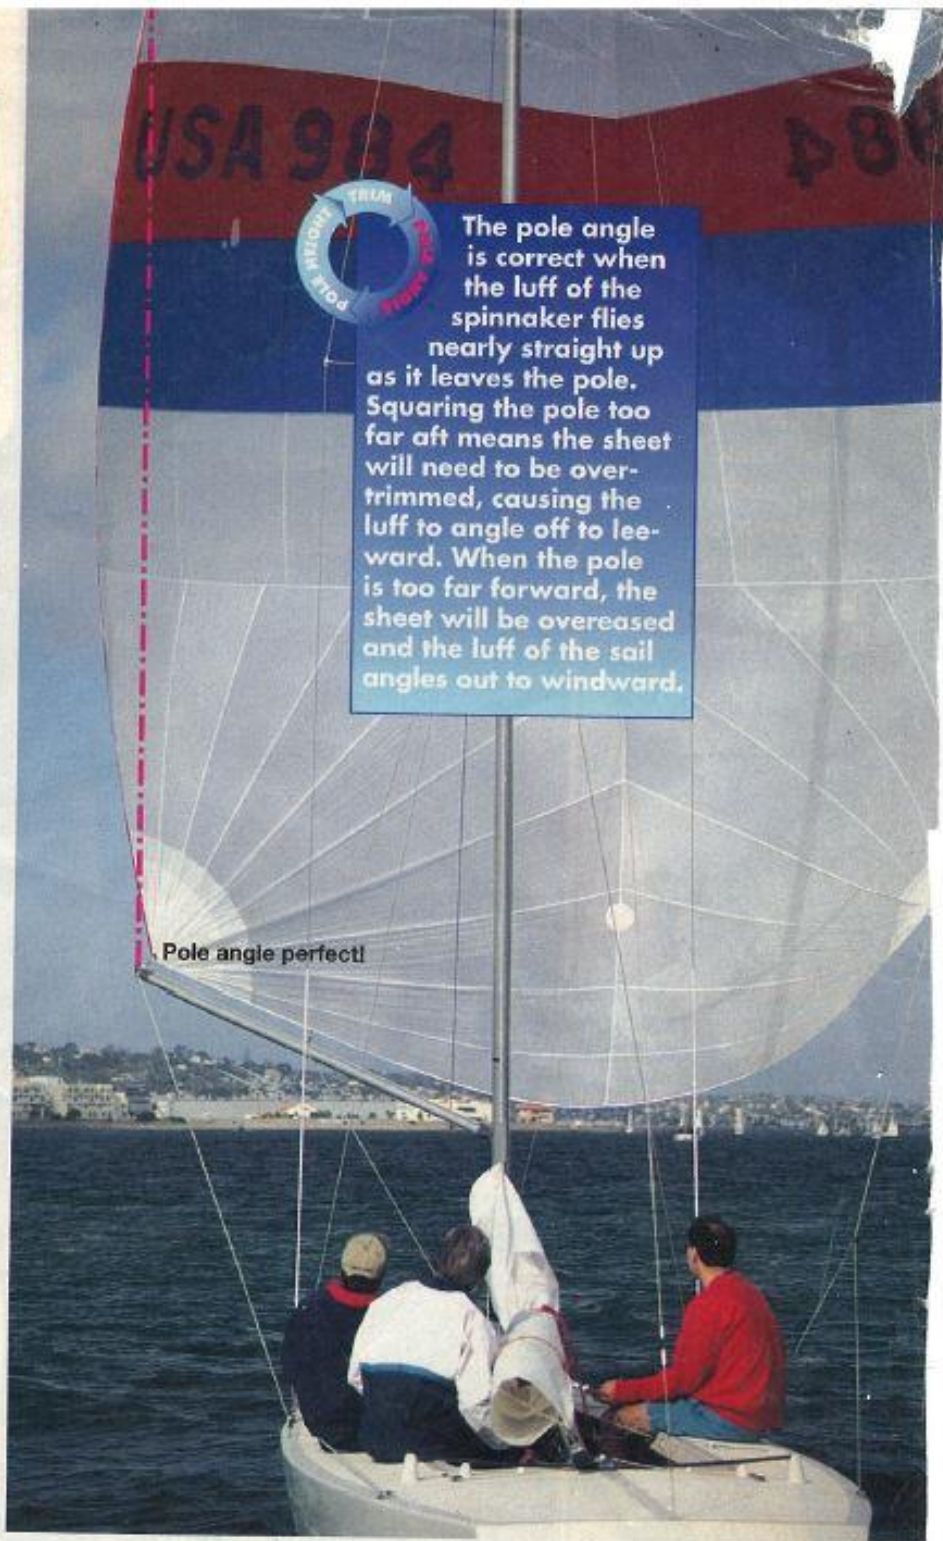 USA 984
984
TRIM
POLE ANGLE
POLE HEIGHT
The pole angle
is correct when
the luff of the
spinnaker flies
nearly straight up
as it leaves the pole.
Squaring the pole too
far aft means the sheet
will need to be over-
trimmed, causing the
luff to angle off to lee-
ward. When the pole
is too far forward, the
sheet will be overeased
and the luff of the sail
angles out to windward.
Pole angle perfect!